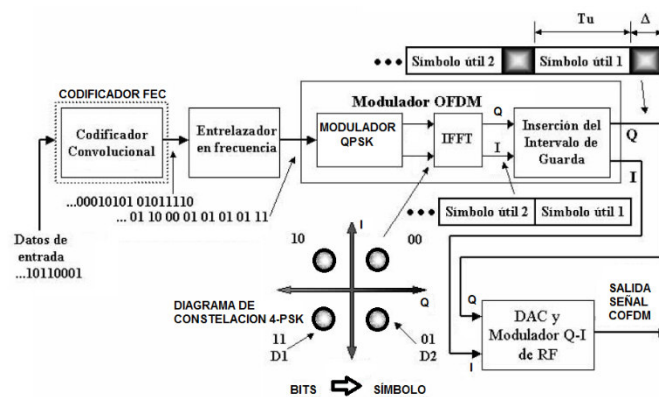 Tu Δ
••• Símbolo útil 2 Símbolo útil 1
CODIFICADOR FEC
Codificador
Convolucional
Entrelazador
en frecuencia
Modulador OFDM
MODULADOR
QPSK
IFFT
Q
I
Inserción del
Intervalo de
Guarda
Q
I
...00010101 01011110
... 01 10 00 01 01 01 01 11
••• Símbolo útil 2 Símbolo útil 1
Datos de
entrada
...10110001
10 I 00
DIAGRAMA DE
CONSTELACION 4-PSK
Q
11 01
D1 D2
BITS ⇨ SÍMBOLO
Q
I
DAC y
Modulador Q-I
de RF
SALIDA
SEÑAL
COFDM